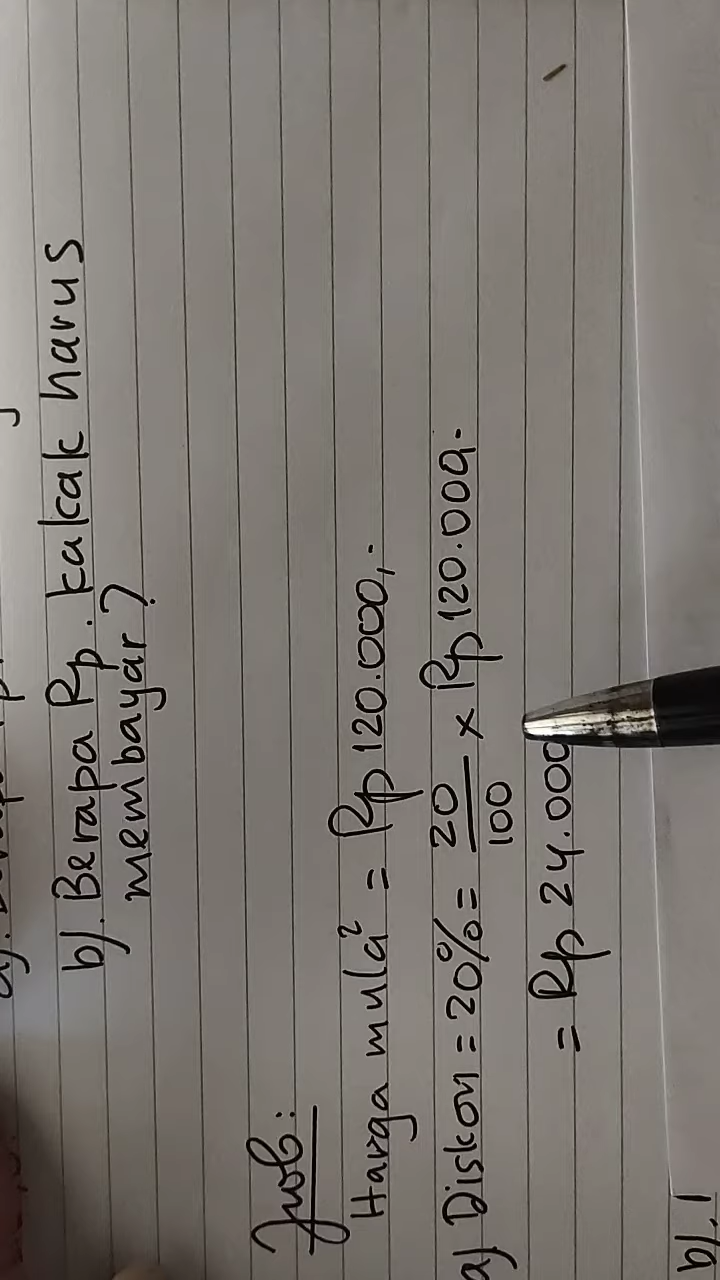 b). Berapa Rp. kakak harus
membayar?
Jwb:
Harga mula² = Rp 120.000,-
a) Diskon = 20% = 20/100 x Rp 120.000,-
= Rp 24.000
b).